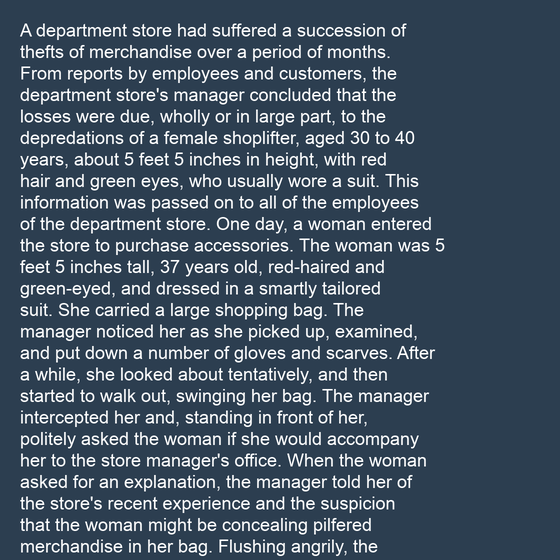 A department store had suffered a succession of
thefts of merchandise over a period of months.
From reports by employees and customers, the
department store's manager concluded that the
losses were due, wholly or in large part, to the
depredations of a female shoplifter, aged 30 to 40
years, about 5 feet 5 inches in height, with red
hair and green eyes, who usually wore a suit. This
information was passed on to all of the employees
of the department store. One day, a woman entered
the store to purchase accessories. The woman was 5
feet 5 inches tall, 37 years old, red-haired and
green-eyed, and dressed in a smartly tailored
suit. She carried a large shopping bag. The
manager noticed her as she picked up, examined,
and put down a number of gloves and scarves. After
a while, she looked about tentatively, and then
started to walk out, swinging her bag. The manager
intercepted her and, standing in front of her,
politely asked the woman if she would accompany
her to the store manager's office. When the woman
asked for an explanation, the manager told her of
the store's recent experience and the suspicion
that the woman might be concealing pilfered
merchandise in her bag. Flushing angrily, the